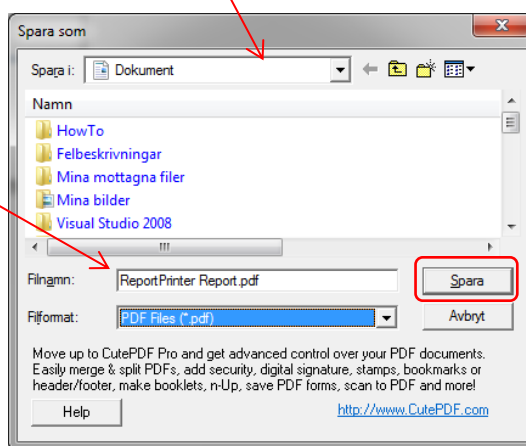 Spara som
Spara i: Dokument
Namn
HowTo
Felbeskrivningar
Mina mottagna filer
Mina bilder
Visual Studio 2008
Filnamn: ReportPrinter Report.pdf Spara
Filformat: PDF Files (*.pdf) Avbryt
Move up to CutePDF Pro and get advanced control over your PDF documents.
Easily merge & split PDFs, add security, digital signature, stamps, bookmarks or
header/footer, make booklets, n-Up, save PDF forms, scan to PDF and more!
Help http://www.CutePDF.com